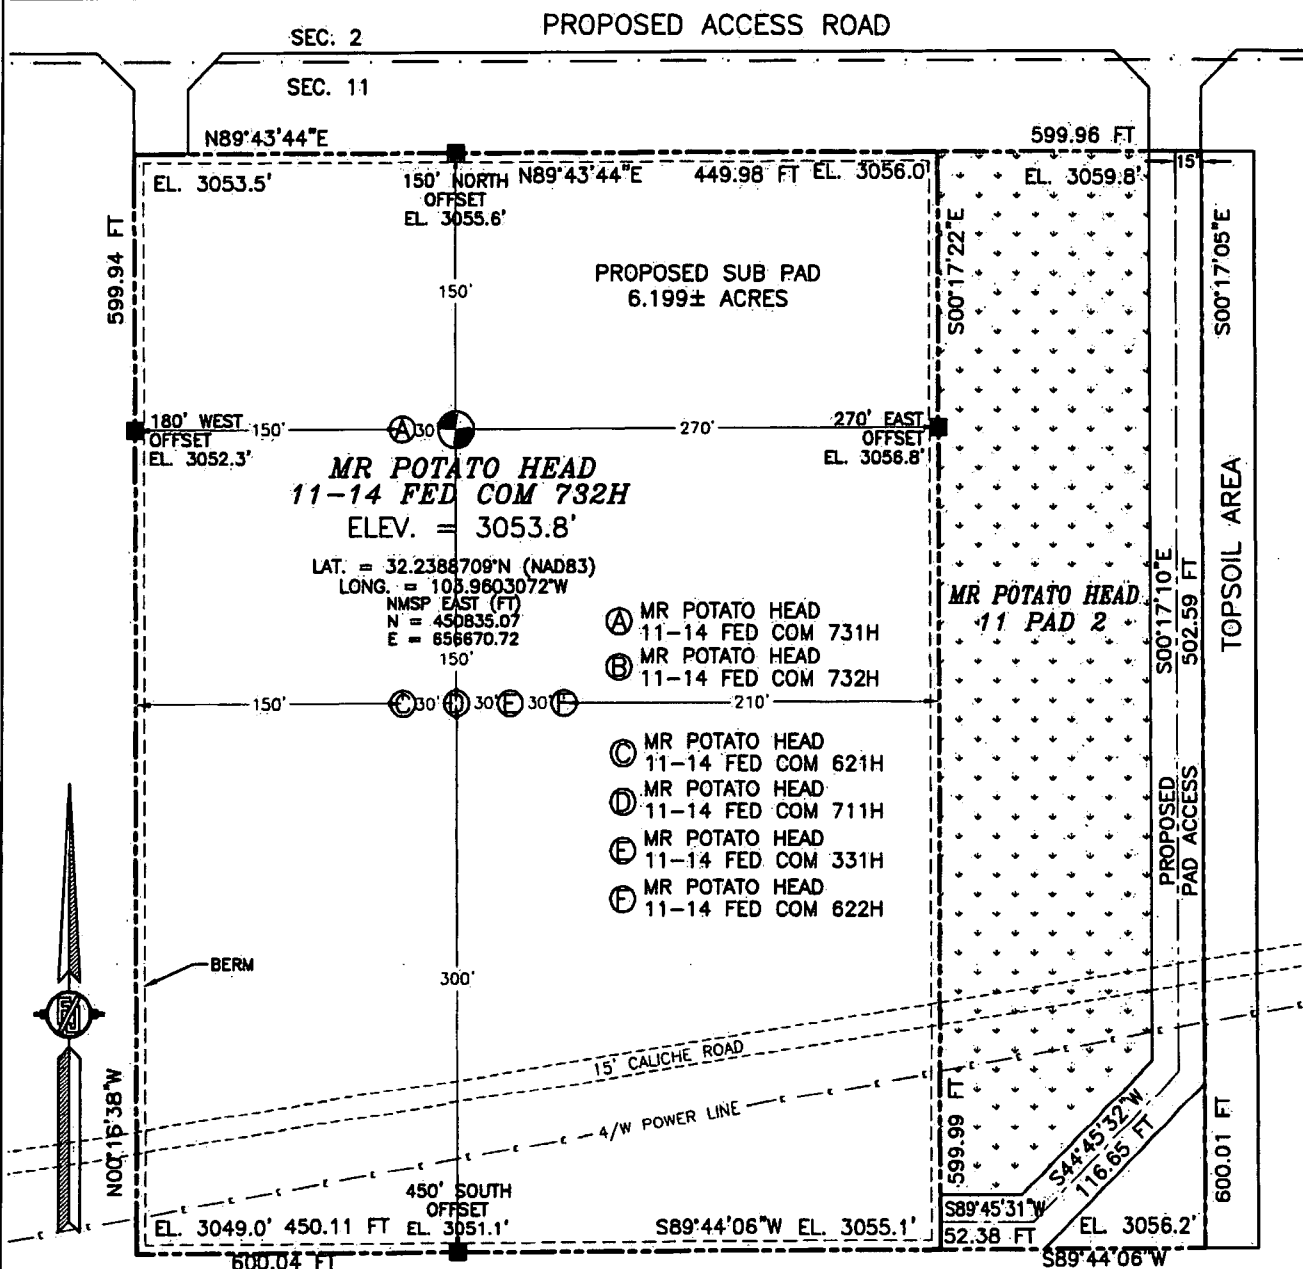 PROPOSED ACCESS ROAD
SEC. 2
SEC. 11
N89°43'44"E
599.96 FT
15'
EL. 3053.5'
150' NORTH
OFFSET
EL. 3055.6'
N89°43'44"E 449.98 FT
EL. 3056.0'
EL. 3059.8'
599.94 FT
S00°17'22"E
S00°17'05"E
PROPOSED SUB PAD
6.199± ACRES
150'
180' WEST
OFFSET
EL. 3052.3'
150'
A
30'
270'
270' EAST
OFFSET
EL. 3056.8'
MR POTATO HEAD
11-14 FED COM 732H
ELEV. = 3053.8'
LAT. = 32.2388709°N (NAD83)
LONG. = 103.9603072°W
NMSP EAST (FT)
N = 450835.07
E = 656670.72
150'
A MR POTATO HEAD
11-14 FED COM 731H
B MR POTATO HEAD
11-14 FED COM 732H
MR POTATO HEAD
11 PAD 2
S00°17'10"E
502.59 FT
TOPSOIL AREA
150'
C
30'
D
30'
E
30'
F
210'
C MR POTATO HEAD
11-14 FED COM 621H
D MR POTATO HEAD
11-14 FED COM 711H
E MR POTATO HEAD
11-14 FED COM 331H
F MR POTATO HEAD
11-14 FED COM 622H
PROPOSED
PAD ACCESS
BERM
300'
15' CALICHE ROAD
4/W POWER LINE
N00°16'38"W
599.99 FT
S44°45'32"W
116.65 FT
600.01 FT
450' SOUTH
OFFSET
EL. 3051.1'
EL. 3049.0'
450.11 FT
S89°44'06"W
EL. 3055.1'
S89°45'31"W
52.38 FT
EL. 3056.2'
600.04 FT
S89°44'06"W